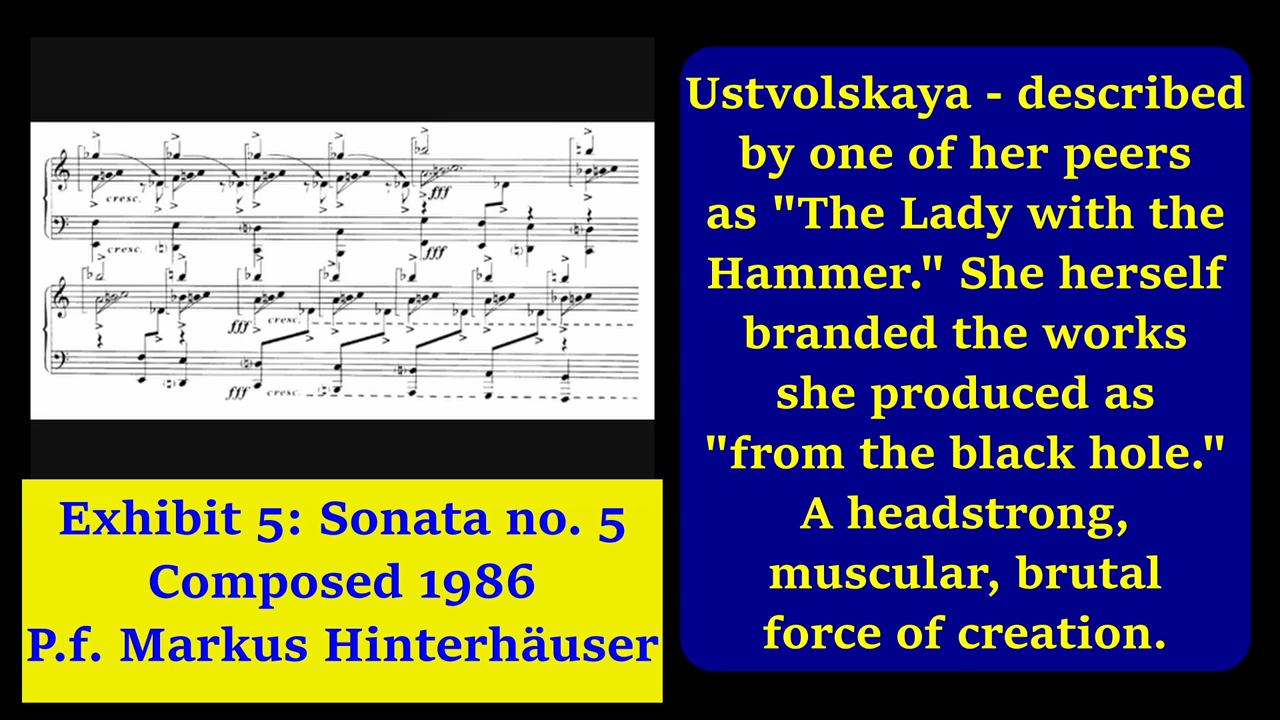 cresc.
fff
cresc.
fff
fff
cresc.
fff
cresc.
Exhibit 5: Sonata no. 5
Composed 1986
P.f. Markus Hinterhäuser
Ustvolskaya - described
by one of her peers
as "The Lady with the
Hammer." She herself
branded the works
she produced as
"from the black hole."
A headstrong,
muscular, brutal
force of creation.